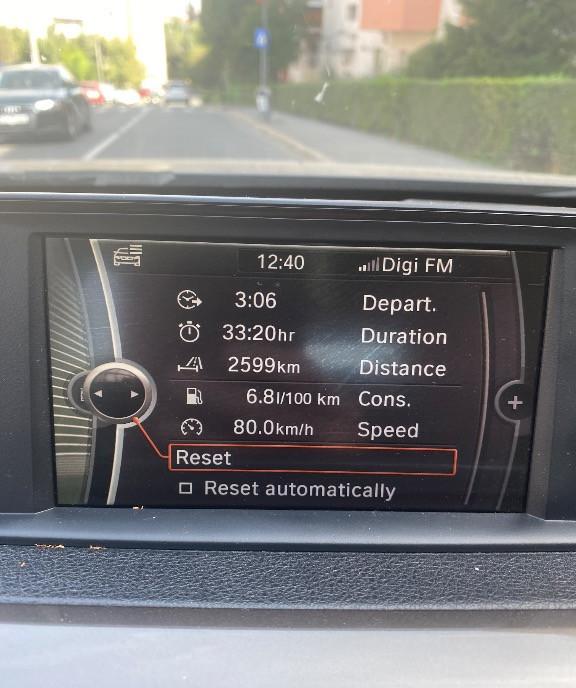 12:40 Digi FM
3:06 Depart.
33:20hr Duration
2599km Distance
6.8l/100 km Cons.
80.0km/h Speed
Reset
Reset automatically